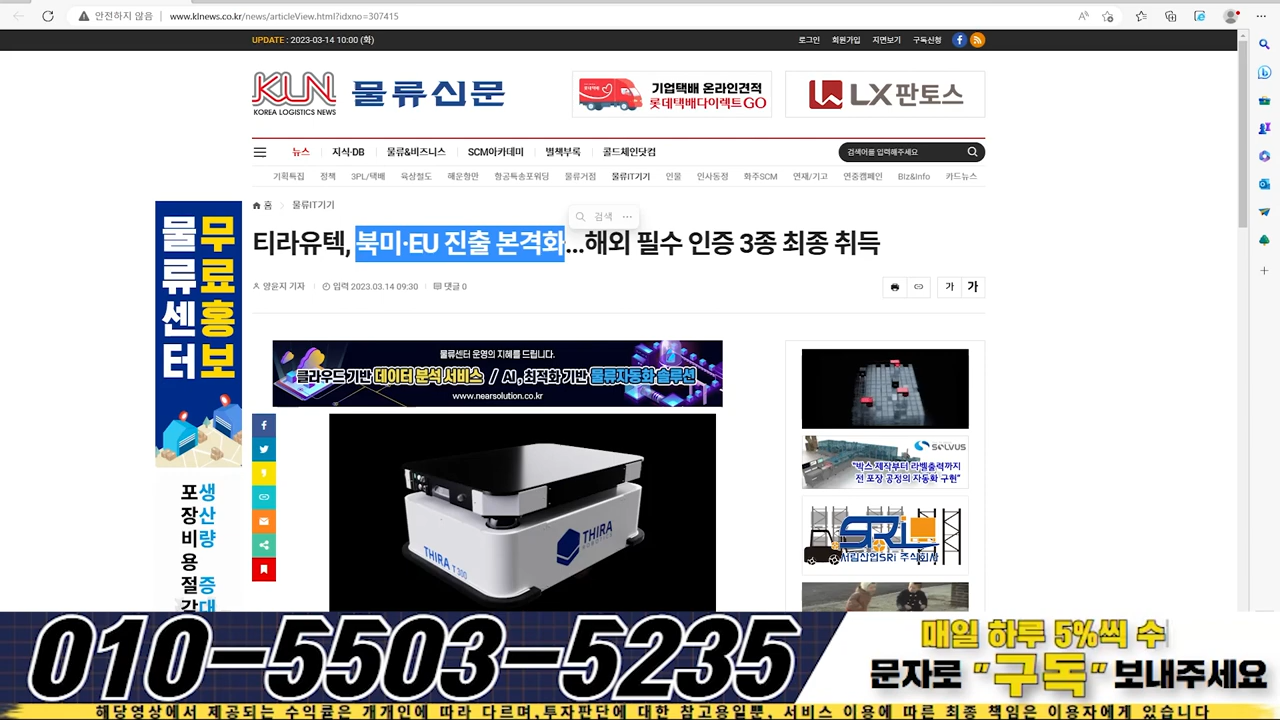 안전하지 않음 www.klnews.co.kr/news/articleView.html?idxno=307415
UPDATE : 2023-03-14 10:00 (화)
로그인 회원가입 지면보기 구독신청
KLN 물류신문
KOREA LOGISTICS NEWS
기업택배 온라인견적
롯데택배다이렉트GO
LX판토스
뉴스 지식·DB 물류&비즈니스 SCM아카데미 별책부록 콜드체인닷컴
검색어를 입력해주세요
기획특집 정책 3PL/택배 육상철도 해운항만 항공특송포워딩 물류거점 물류IT기기 인물 인사동정 화주SCM 연재/기고 연중캠페인 Biz&Info 카드뉴스
홈 물류IT기기
검색 ...
티라유텍, 북미·EU 진출 본격화...해외 필수 인증 3종 최종 취득
양윤지 기자 입력 2023.03.14 09:30 댓글 0
가 가
물류센터
무료홍보
포장비용
생산량 증대
물류센터 운영의 지혜를 드립니다.
클라우드 기반 데이터 분석 서비스 / AI, 최적화 기반 물류자동화 솔루션
www.nearsolution.co.kr
THIRA T 300
THIRA
ROBOTICS
SOLVUS
"박스 제작부터 라벨출력까지
전 포장 공정의 자동화 구현"
SRi
서림산업SRi 주식회사
010-5503-5235
매일 하루 5%씩 수
문자로 "구독" 보내주세요
해당영상에서 제공되는 수익률은 개개인에 따라 다르며,투자판단에 대한 참고용일뿐, 서비스 이용에 따른 최종 책임은 이용자에게 있습니다